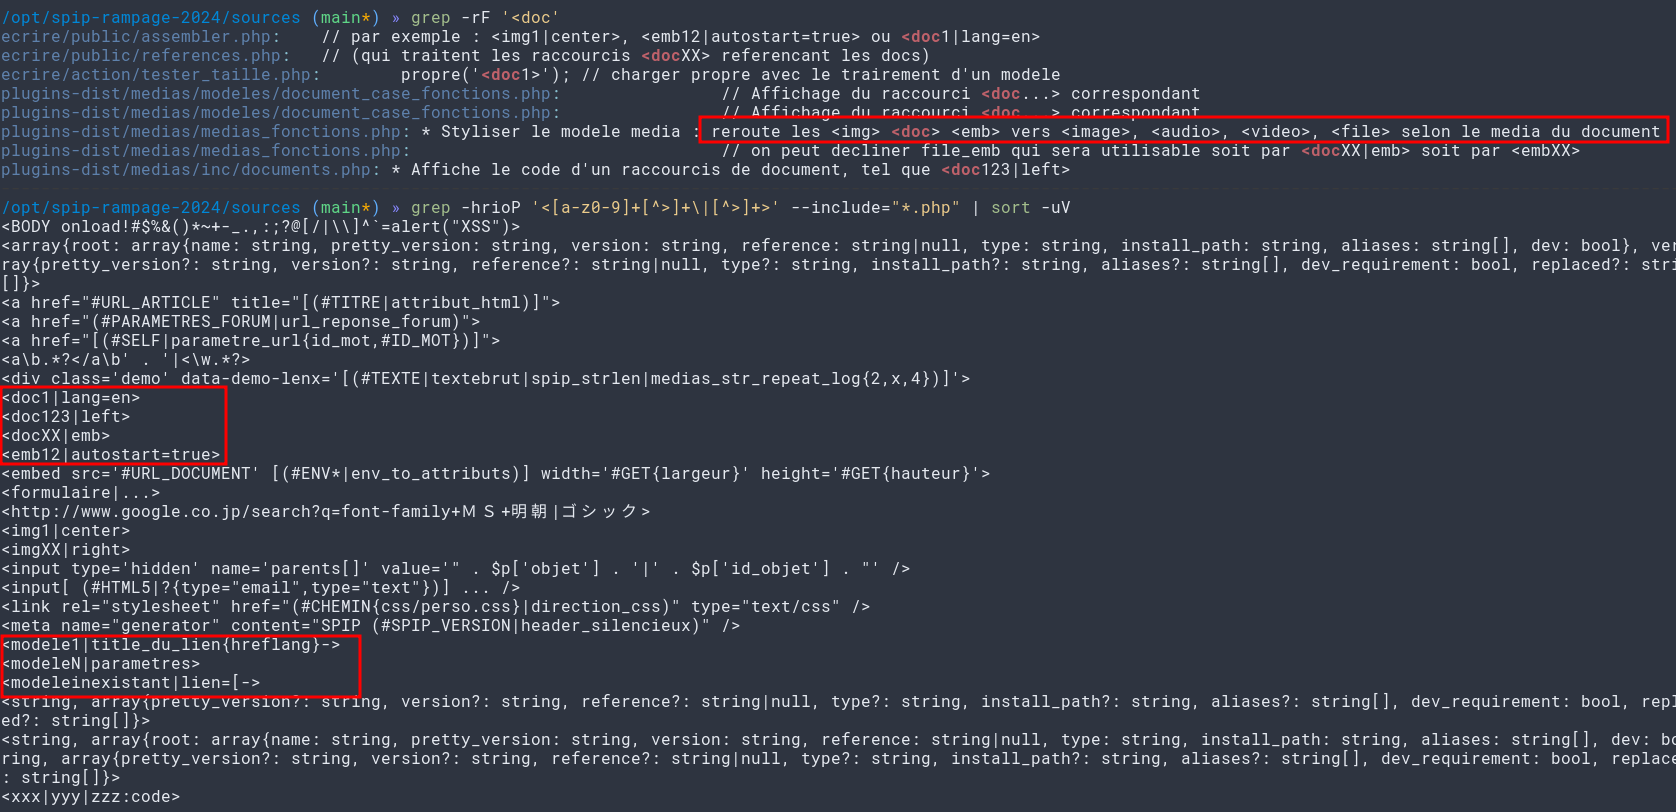 /opt/spip-rampage-2024/sources (main*) » grep -rF '<doc'
ecrire/public/assembler.php:    // par exemple : <img1|center>, <emb12|autostart=true> ou <doc1|lang=en>
ecrire/public/references.php:   // (qui traitent les raccourcis <docXX> referencant les docs)
ecrire/action/tester_taille.php:        propre('<doc1>'); // charger propre avec le trairement d'un modele
plugins-dist/medias/modeles/document_case_fonctions.php:                // Affichage du raccourci <doc...> correspondant
plugins-dist/medias/modeles/document_case_fonctions.php:                // Affichage du raccourci <doc...> correspondant
plugins-dist/medias/medias_fonctions.php: * Styliser le modele media : reroute les <img> <doc> <emb> vers <image>, <audio>, <video>, <file> selon le media du document
plugins-dist/medias/medias_fonctions.php:                               // on peut decliner file_emb qui sera utilisable soit par <docXX|emb> soit par <embXX>
plugins-dist/medias/inc/documents.php: * Affiche le code d'un raccourcis de document, tel que <doc123|left>
/opt/spip-rampage-2024/sources (main*) » grep -hrioP '<[a-z0-9]+[^>]+\|[^>]+>' --include="*.php" | sort -uV
<BODY onload!#$%&()*~+-_.,:;?@[/|\\]^`=alert("XSS")>
<array{root: array{name: string, pretty_version: string, version: string, reference: string|null, type: string, install_path: string, aliases: string[], dev: bool}, ver
ray{pretty_version?: string, version?: string, reference?: string|null, type?: string, install_path?: string, aliases?: string[], dev_requirement: bool, replaced?: stri
[]}>
<a href="#URL_ARTICLE" title="[(#TITRE|attribut_html)]">
<a href="(#PARAMETRES_FORUM|url_reponse_forum)">
<a href="[(#SELF|parametre_url{id_mot,#ID_MOT})]">
<a\b.*?</a\b' . '|<\w.*?>
<div class='demo' data-demo-lenx='[(#TEXTE|textebrut|spip_strlen|medias_str_repeat_log{2,x,4})]'>
<doc1|lang=en>
<doc123|left>
<docXX|emb>
<emb12|autostart=true>
<embed src='#URL_DOCUMENT' [(#ENV*|env_to_attributs)] width='#GET{largeur}' height='#GET{hauteur}'>
<formulaire|...>
<http://www.google.co.jp/search?q=font-family+ＭＳ+明朝|ゴシック>
<img1|center>
<imgXX|right>
<input type='hidden' name='parents[]' value='" . $p['objet'] . '|' . $p['id_objet'] . "' />
<input[ (#HTML5|?{type="email",type="text"})] ... />
<link rel="stylesheet" href="(#CHEMIN{css/perso.css}|direction_css)" type="text/css" />
<meta name="generator" content="SPIP (#SPIP_VERSION|header_silencieux)" />
<modele1|title_du_lien{hreflang}->
<modeleN|parametres>
<modeleinexistant|lien=[->
<string, array{pretty_version?: string, version?: string, reference?: string|null, type?: string, install_path?: string, aliases?: string[], dev_requirement: bool, repl
ed?: string[]}>
<string, array{root: array{name: string, pretty_version: string, version: string, reference: string|null, type: string, install_path: string, aliases: string[], dev: bo
ring, array{pretty_version?: string, version?: string, reference?: string|null, type?: string, install_path?: string, aliases?: string[], dev_requirement: bool, replace
: string[]}>
<xxx|yyy|zzz:code>